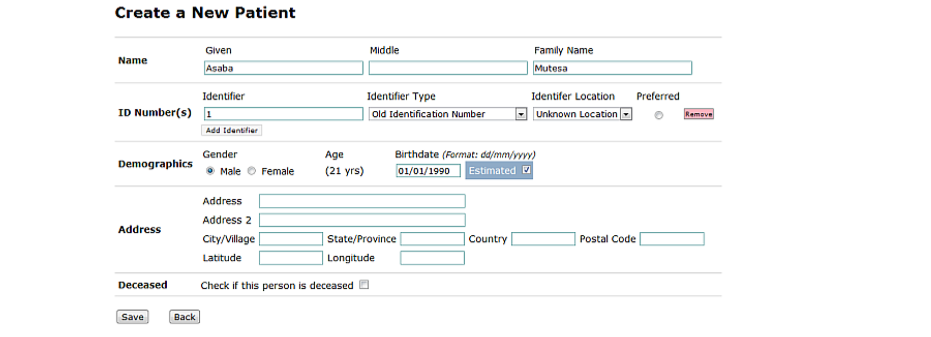 Create a New Patient
Given Middle Family Name
Name
Asaba Mutesa
Identifier Identifier Type Identifer Location Preferred
ID Number(s) 1 Old Identification Number Unknown Location Remove
Add Identifier
Gender Age Birthdate (Format: dd/mm/yyyy)
Demographics
Male Female (21 yrs) 01/01/1990 Estimated
Address
Address 2
Address
City/Village State/Province Country Postal Code
Latitude Longitude
Deceased Check if this person is deceased
Save Back